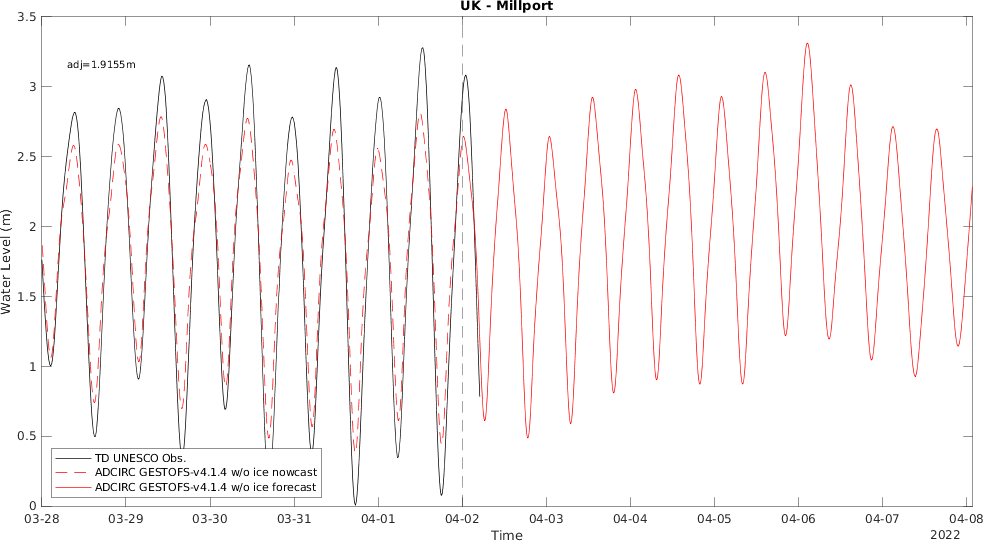 UK - Millport
adj=1.9155m
Water Level (m)
3.5
3
2.5
2
1.5
1
0.5
0
TD UNESCO Obs.
ADCIRC GESTOFS-v4.1.4 w/o ice nowcast
ADCIRC GESTOFS-v4.1.4 w/o ice forecast
03-28 03-29 03-30 03-31 04-01 04-02 04-03 04-04 04-05 04-06 04-07 04-08
Time
2022